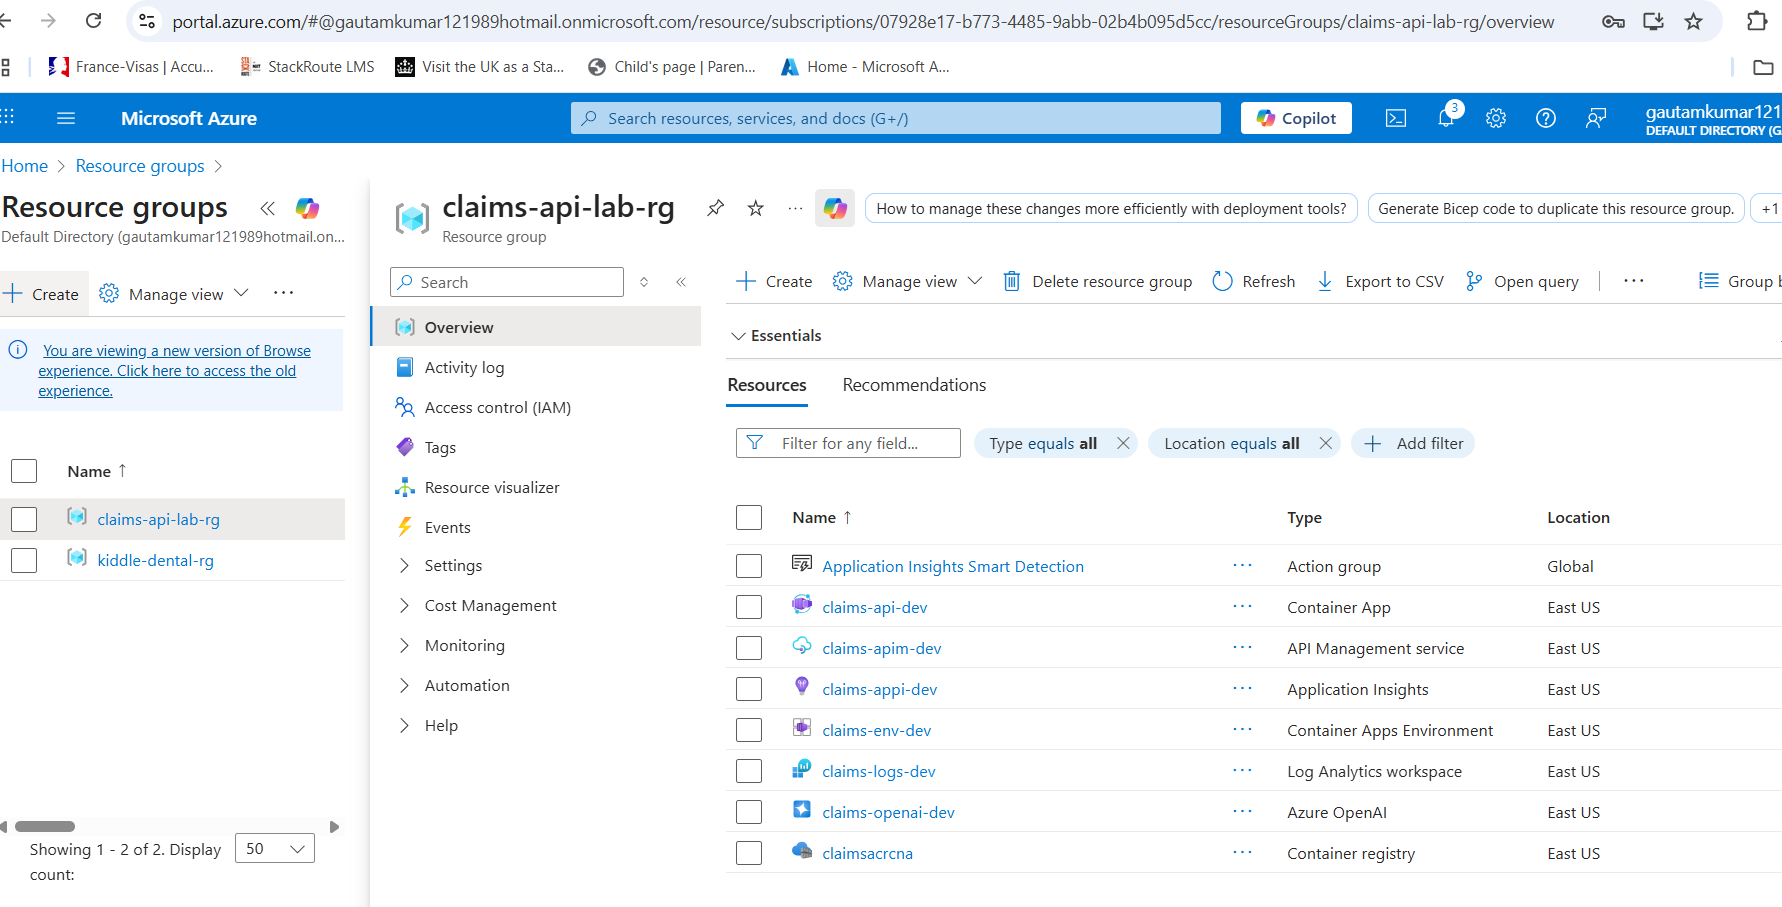 portal.azure.com/#@gautamkumar121989hotmail.onmicrosoft.com/resource/subscriptions/07928e17-b773-4485-9abb-02b4b095d5cc/resourceGroups/claims-api-lab-rg/overview
France-Visas | Accu...
StackRoute LMS
Visit the UK as a Sta...
Child's page | Paren...
Home - Microsoft A...
Microsoft Azure
Search resources, services, and docs (G+/)
Copilot
3
gautamkumar121
DEFAULT DIRECTORY (G
Home > Resource groups >
Resource groups
Default Directory (gautamkumar121989hotmail.on...
Create
Manage view
You are viewing a new version of Browse
experience. Click here to access the old
experience.
Name ↑
claims-api-lab-rg
kiddle-dental-rg
Showing 1 - 2 of 2. Display
count:
50
claims-api-lab-rg
Resource group
How to manage these changes more efficiently with deployment tools?
Generate Bicep code to duplicate this resource group.
+1
Search
Overview
Activity log
Access control (IAM)
Tags
Resource visualizer
Events
Settings
Cost Management
Monitoring
Automation
Help
Create
Manage view
Delete resource group
Refresh
Export to CSV
Open query
Group b
Essentials
Resources
Recommendations
Filter for any field...
Type equals all
Location equals all
Add filter
Name ↑ Type Location
Application Insights Smart Detection ... Action group Global
claims-api-dev ... Container App East US
claims-apim-dev ... API Management service East US
claims-appi-dev ... Application Insights East US
claims-env-dev ... Container Apps Environment East US
claims-logs-dev ... Log Analytics workspace East US
claims-openai-dev ... Azure OpenAI East US
claimsacrcna ... Container registry East US